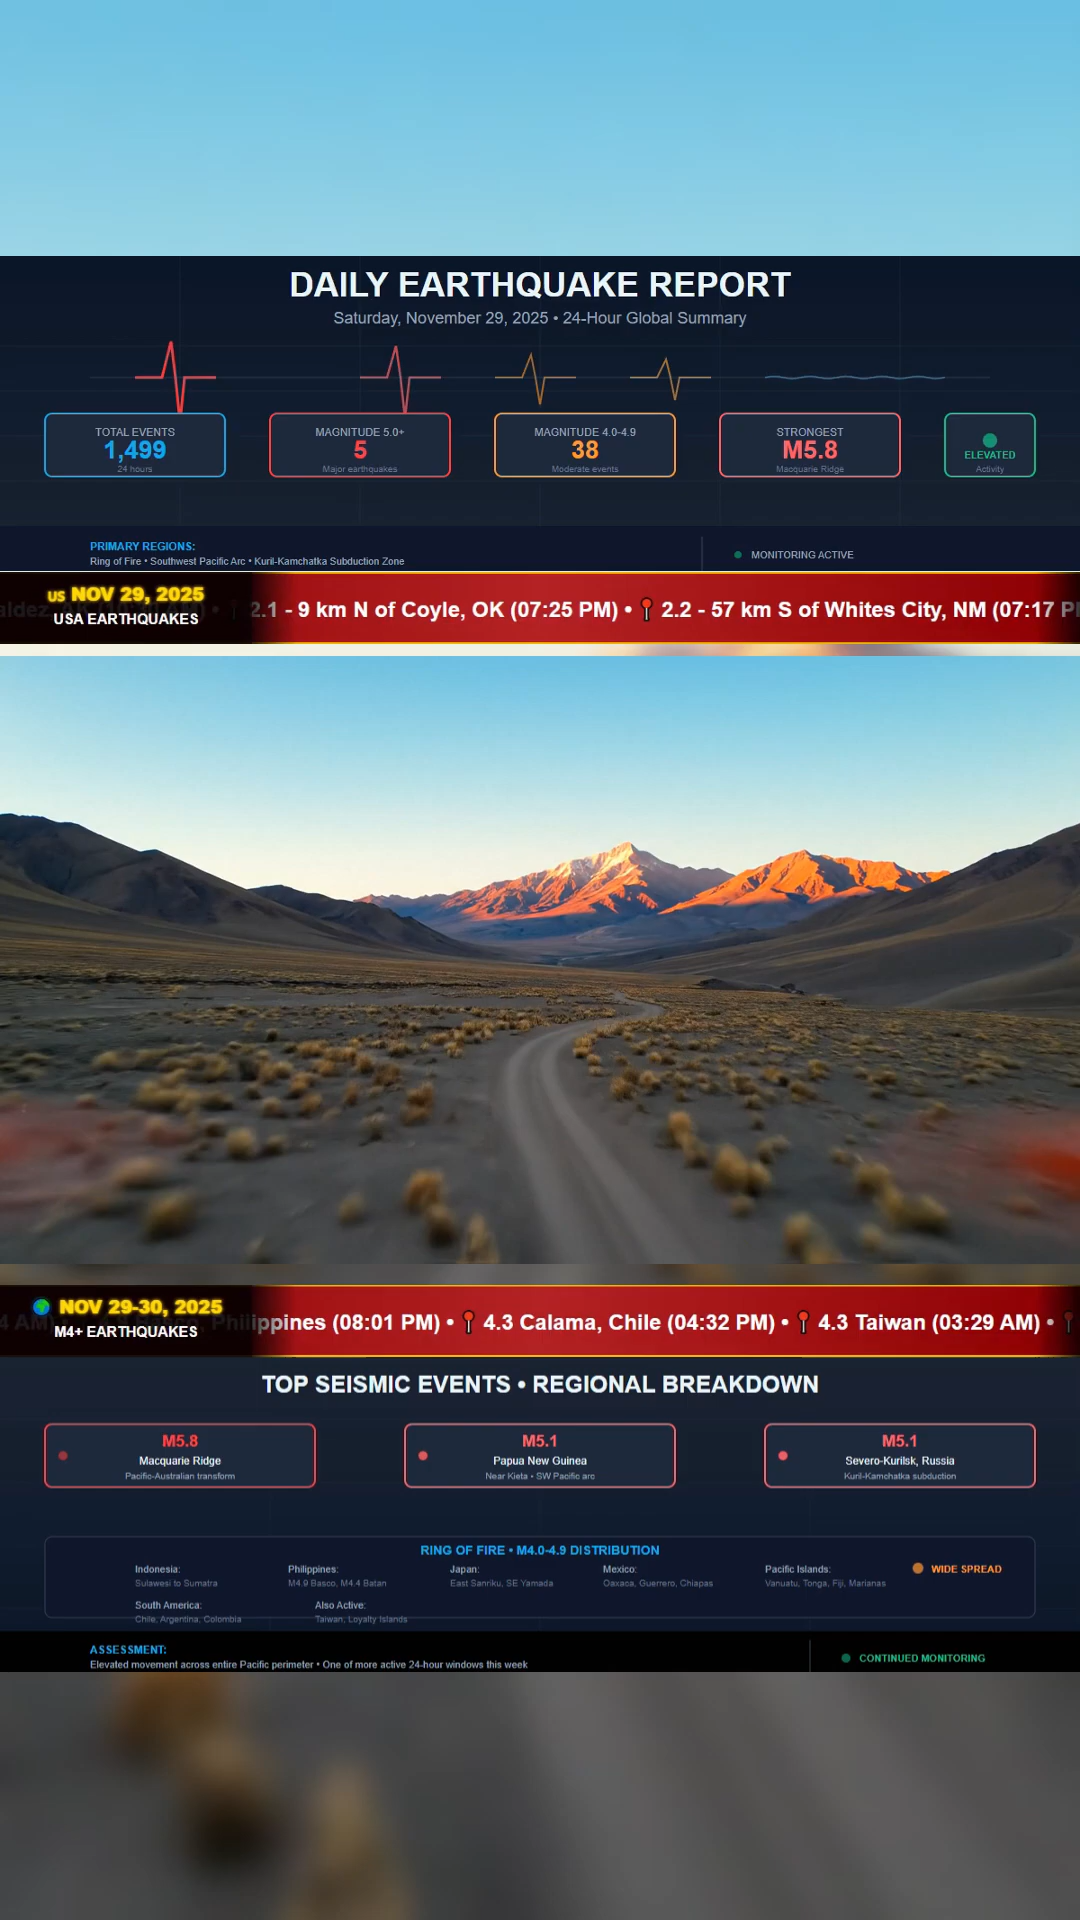 DAILY EARTHQUAKE REPORT
Saturday, November 29, 2025 • 24-Hour Global Summary
TOTAL EVENTS
1,499
24 hours
MAGNITUDE 5.0+
5
Major earthquakes
MAGNITUDE 4.0-4.9
38
Moderate events
STRONGEST
M5.8
Macquarie Ridge
ELEVATED
Activity
PRIMARY REGIONS:
Ring of Fire • Southwest Pacific Arc • Kuril-Kamchatka Subduction Zone
MONITORING ACTIVE
US NOV 29, 2025
USA EARTHQUAKES
2.1 - 9 km N of Coyle, OK (07:25 PM) • 2.2 - 57 km S of Whites City, NM (07:17 P
NOV 29-30, 2025
M4+ EARTHQUAKES
Philippines (08:01 PM) • 4.3 Calama, Chile (04:32 PM) • 4.3 Taiwan (03:29 AM) •
TOP SEISMIC EVENTS • REGIONAL BREAKDOWN
M5.8
Macquarie Ridge
Pacific-Australian transform
M5.1
Papua New Guinea
Near Kieta • SW Pacific arc
M5.1
Severo-Kurilsk, Russia
Kuril-Kamchatka subduction
RING OF FIRE • M4.0-4.9 DISTRIBUTION
Indonesia:
Sulawesi to Sumatra
Philippines:
M4.9 Basco, M4.4 Batan
Japan:
East Sanriku, SE Yamada
Mexico:
Oaxaca, Guerrero, Chiapas
Pacific Islands:
Vanuatu, Tonga, Fiji, Marianas
WIDE SPREAD
South America:
Chile, Argentina, Colombia
Also Active:
Taiwan, Loyalty Islands
ASSESSMENT:
Elevated movement across entire Pacific perimeter • One of more active 24-hour windows this week
CONTINUED MONITORING